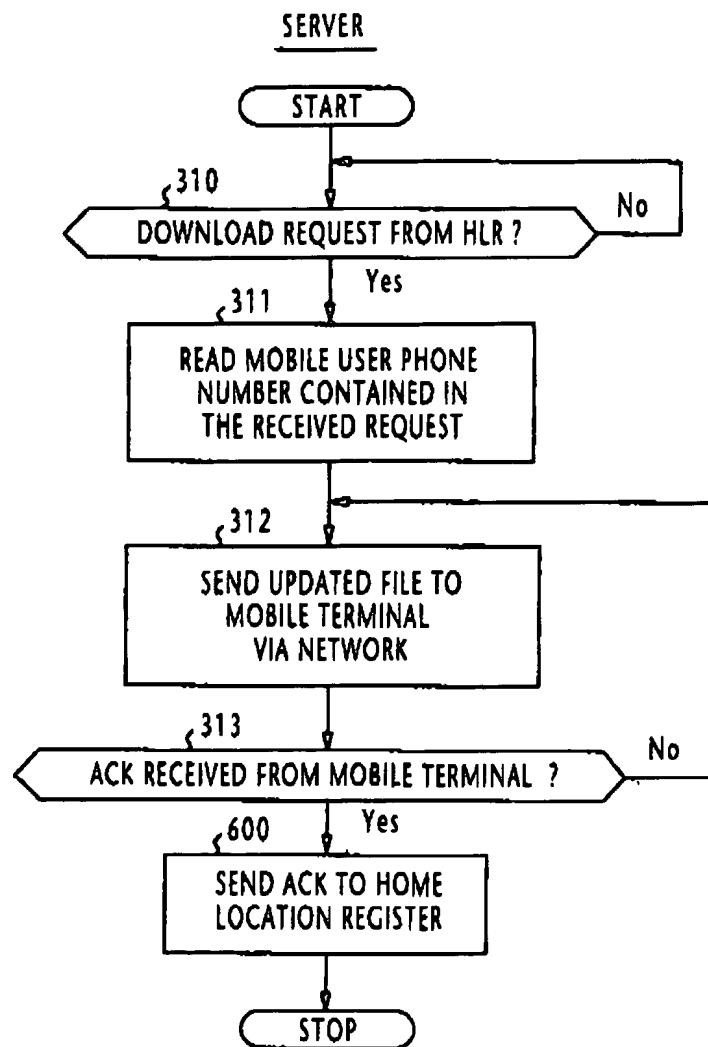 SERVER
START
310
DOWNLOAD REQUEST FROM HLR ?
No
Yes
311
READ MOBILE USER PHONE
NUMBER CONTAINED IN
THE RECEIVED REQUEST
312
SEND UPDATED FILE TO
MOBILE TERMINAL
VIA NETWORK
313
ACK RECEIVED FROM MOBILE TERMINAL ?
No
Yes
600
SEND ACK TO HOME
LOCATION REGISTER
STOP